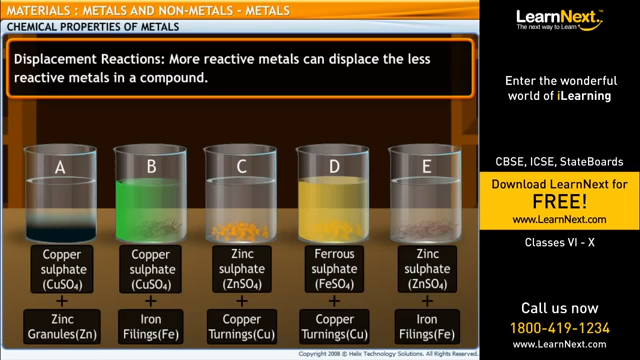 MATERIALS : METALS AND NON-METALS - METALS
CHEMICAL PROPERTIES OF METALS
Displacement Reactions: More reactive metals can displace the less
reactive metals in a compound.
A
B
C
D
E
Copper
sulphate
(CuSO₄)
+
Zinc
Granules(Zn)
Copper
sulphate
(CuSO₄)
+
Iron
Filings(Fe)
Zinc
sulphate
(ZnSO₄)
+
Copper
Turnings(Cu)
Ferrous
sulphate
(FeSO₄)
+
Copper
Turnings(Cu)
Zinc
sulphate
(ZnSO₄)
+
Iron
Filings(Fe)
Copyright 2008 © Helix Technology Solutions. All Rights Reserved.
LearnNext™
The next way to Learn
Enter the wonderful
world of iLearning
CBSE, ICSE, StateBoards
Download LearnNext for
FREE!
www.LearnNext.com
Classes VI - X
Call us now
1800-419-1234
www.LearnNext.com